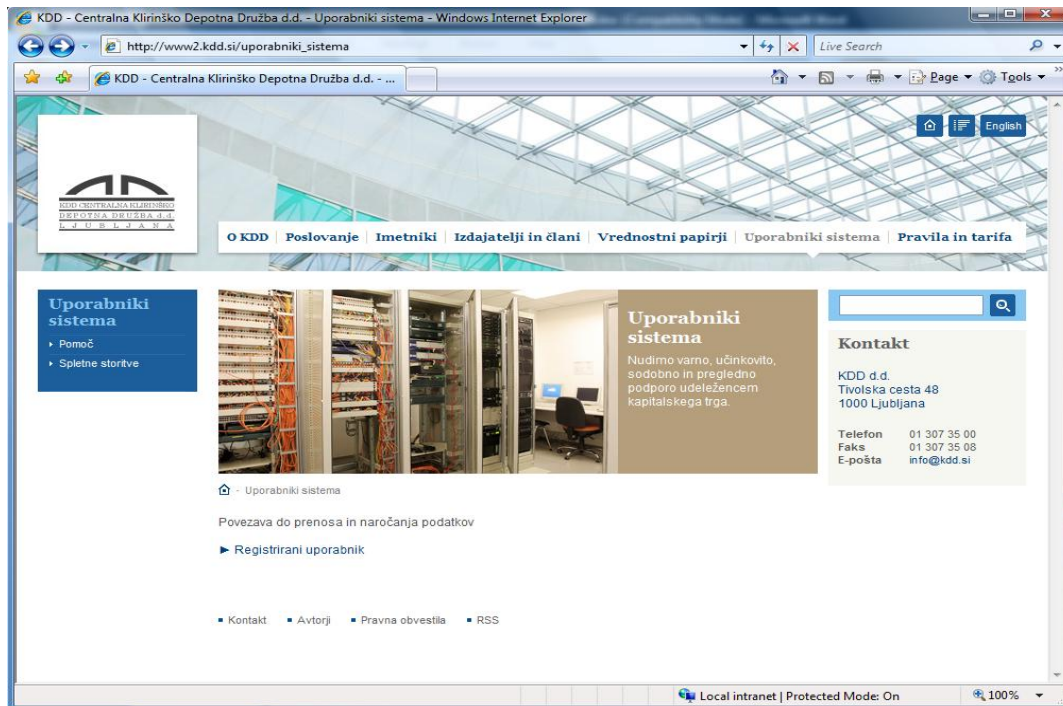 KDD - Centralna Klirinško Depotna Družba d.d. - Uporabniki sistema - Windows Internet Explorer
http://www2.kdd.si/uporabniki_sistema
Live Search
KDD - Centralna Klirinško Depotna Družba d.d. - ...
Page
Tools
English
KDD CENTRALNA KLIRINŠKO
DEPOTNA DRUŽBA d.d.
LJUBLJANA
O KDD | Poslovanje | Imetniki | Izdajatelji in člani | Vrednostni papirji | Uporabniki sistema | Pravila in tarifa
Uporabniki
sistema
Pomoč
Spletne storitve
Uporabniki
sistema
Nudimo varno, učinkovito,
sodobno in pregledno
podporo udeležencem
kapitalskega trga.
Kontakt
KDD d.d.
Tivolska cesta 48
1000 Ljubljana
Telefon 01 307 35 00
Faks 01 307 35 08
E-pošta info@kdd.si
- Uporabniki sistema
Povezava do prenosa in naročanja podatkov
► Registrirani uporabnik
Kontakt
Avtorji
Pravna obvestila
RSS
Local intranet | Protected Mode: On
100%